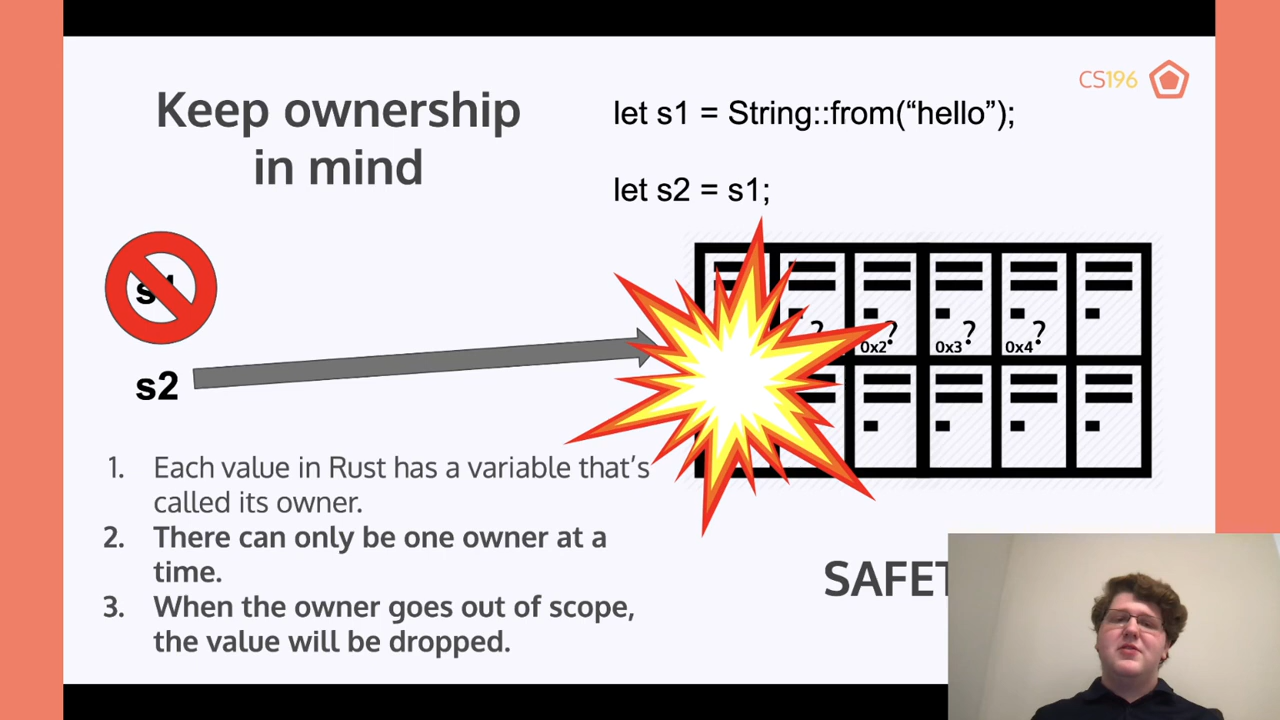 CS196
Keep ownership
in mind
let s1 = String::from(“hello”);
let s2 = s1;
s2
?
0x2?
0x3?
0x4?
1. Each value in Rust has a variable that’s
called its owner.
2. There can only be one owner at a
time.
3. When the owner goes out of scope,
the value will be dropped.